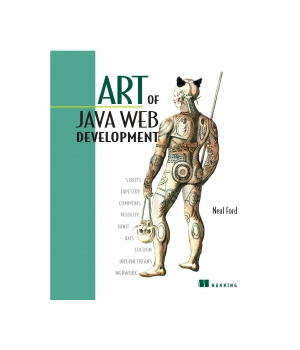 ART OF
JAVA WEB
DEVELOPMENT
STRUTS
TAPESTRY
COMMONS
VELOCITY
JUNIT
AXIS
COCOON
INTERNETBEANS
WEBWORK
Neal Ford
MANNING